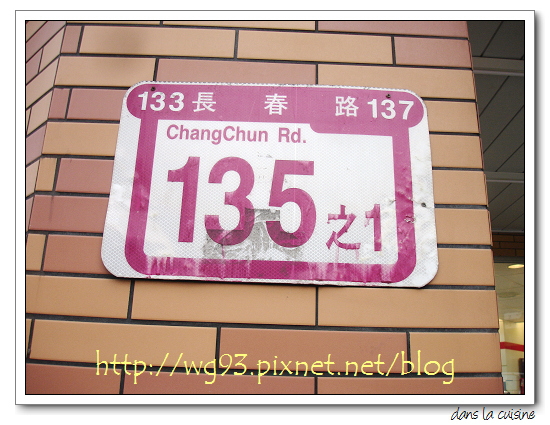 133 長 春 路 137
ChangChun Rd.
135 之1
http://wg93.pixnet.net/blog
dans la cuisine